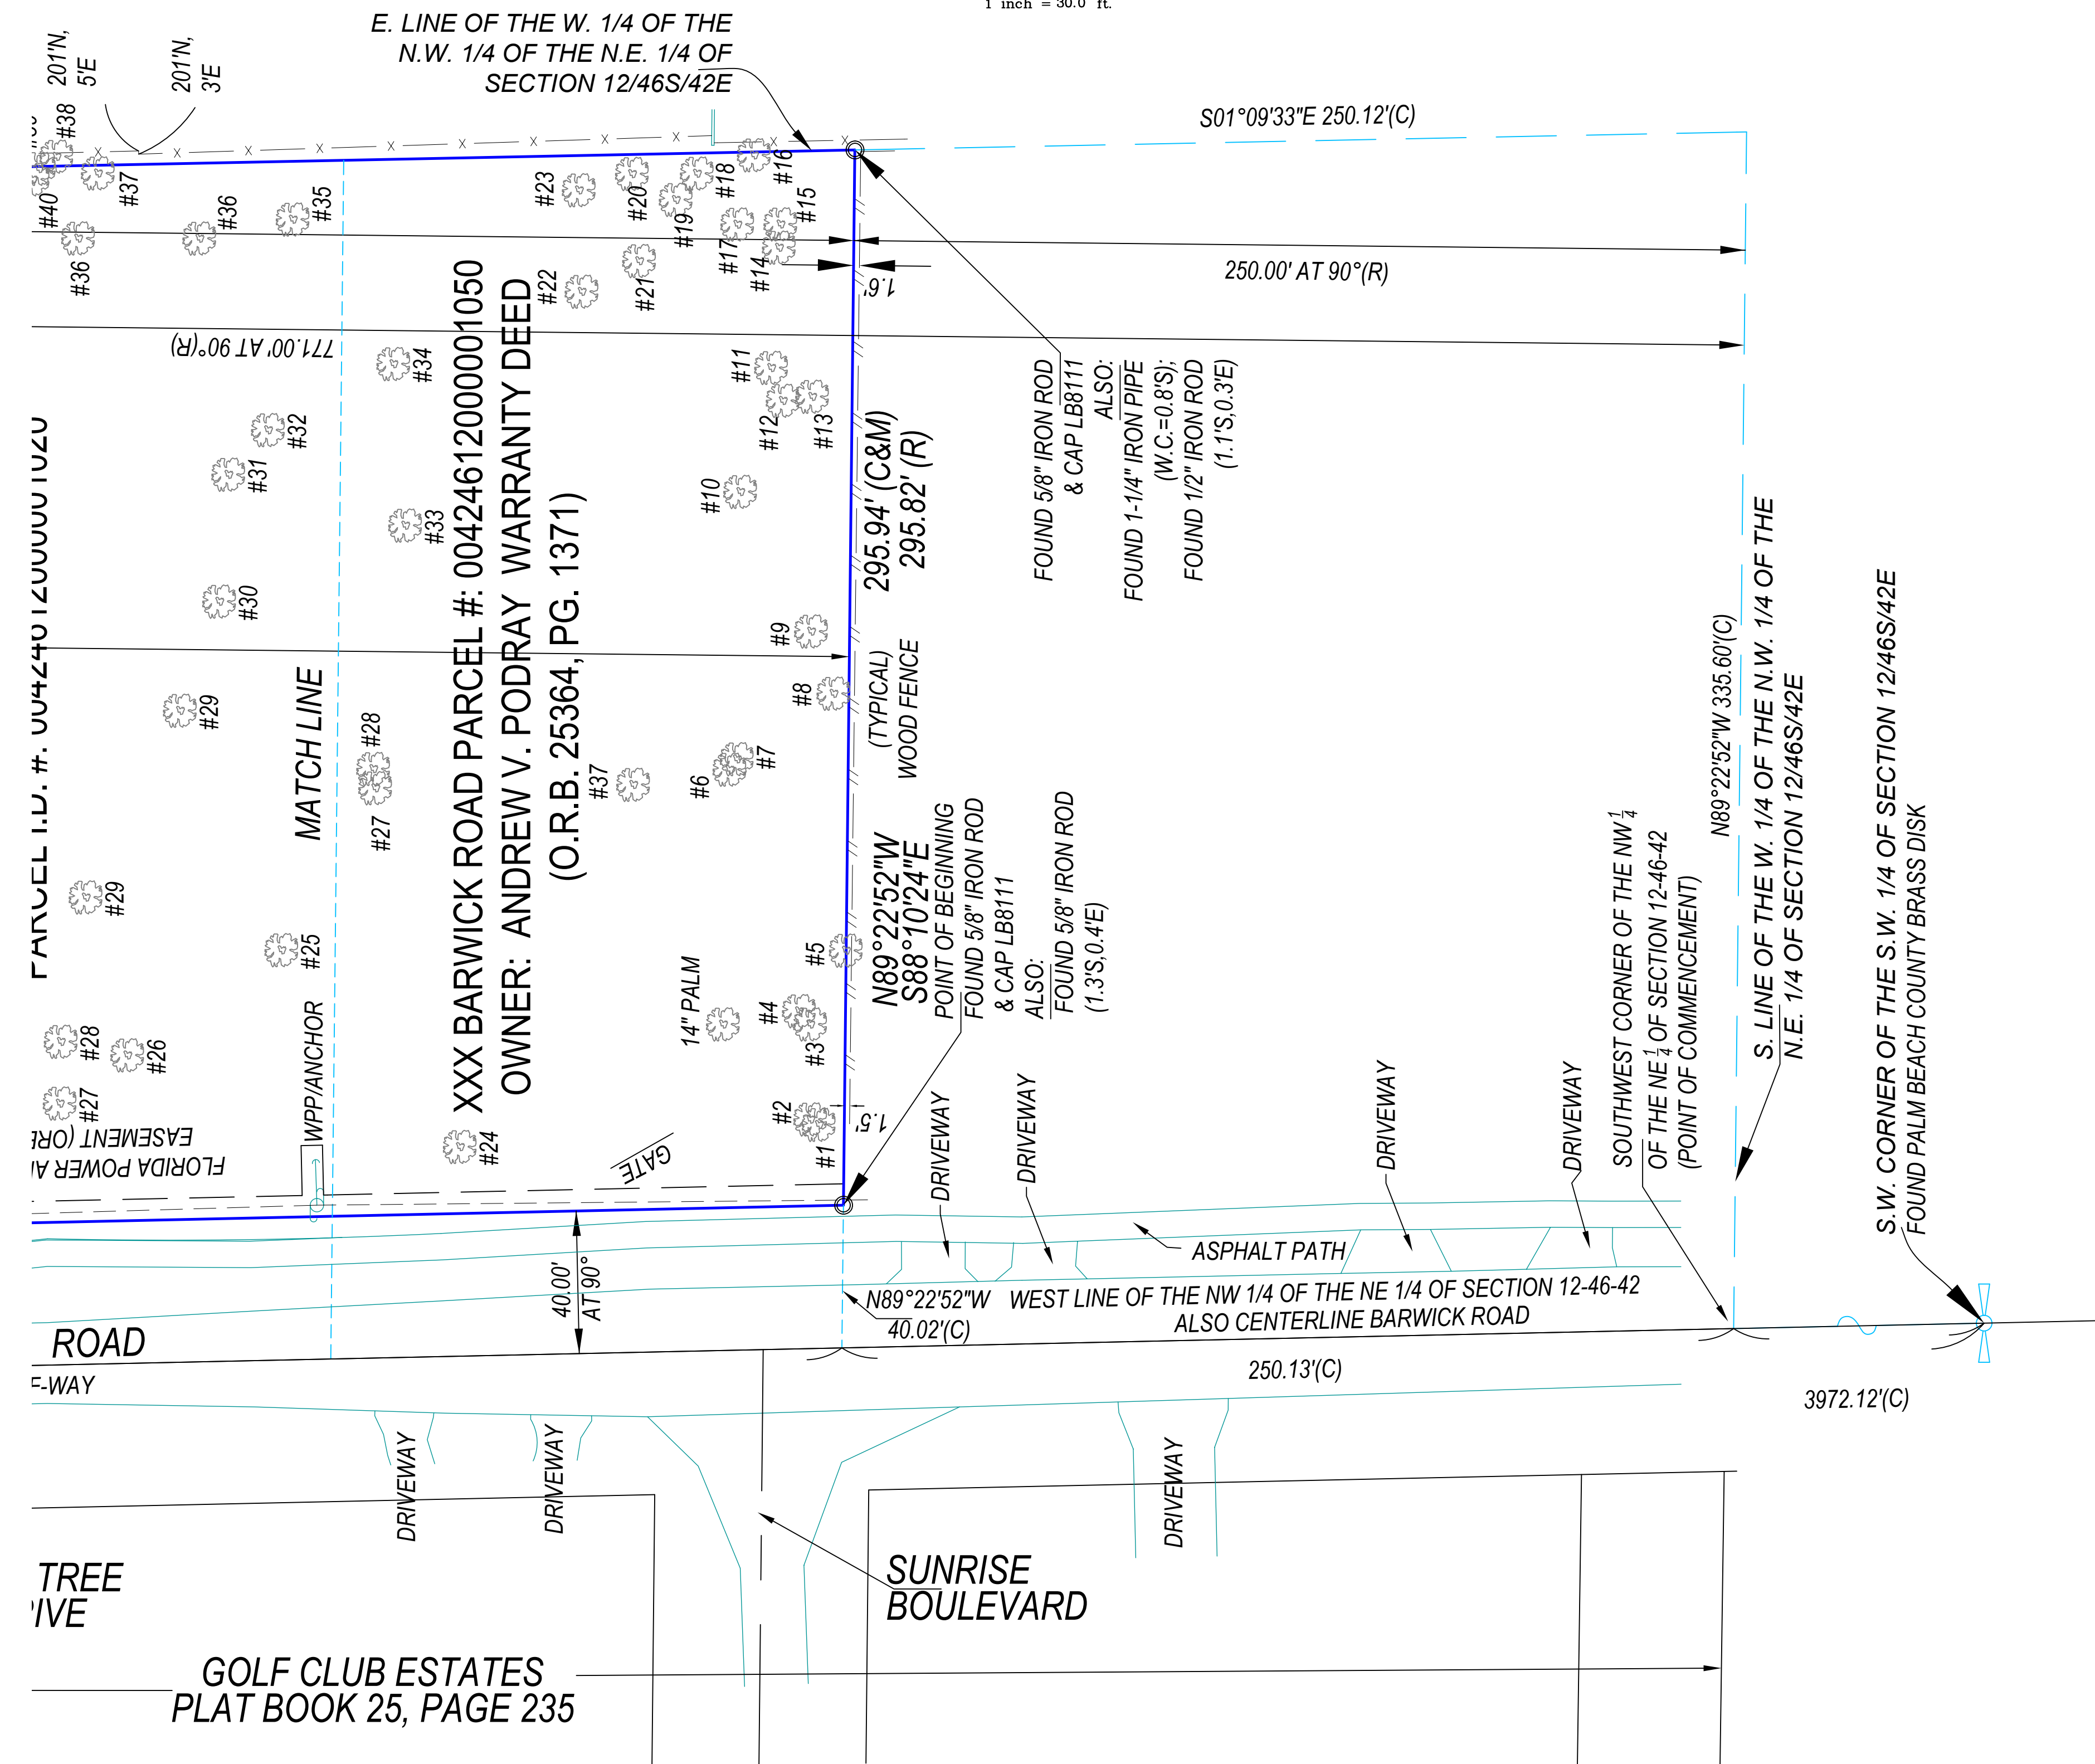 1 inch = 30.0 ft.
E. LINE OF THE W. 1/4 OF THE
N.W. 1/4 OF THE N.E. 1/4 OF
SECTION 12/46S/42E
201'N,
5'E
201'N,
3'E
S01°09'33"E 250.12'(C)
#38
#37
#40
#36
#36
#35
#23
#20
#19
#18
#16
#17
#15
#14
#22
#21
1.6'
250.00' AT 90°(R)
771.00' AT 90°(R)
#34
#32
#31
#33
#30
#29
#11
#12
#13
#10
#9
#8
#28
#27
#37
#6
#7
#29
#25
#5
#4
#3
14" PALM
#28
#26
#27
#24
#2
#1
1.5'
MATCH LINE
XXX BARWICK ROAD PARCEL #: 00424612000001050
OWNER: ANDREW V. PODRAY WARRANTY DEED
(O.R.B. 25364, PG. 1371)
PARCEL I.D. #: 00424612000001020
295.94' (C&M)
295.82' (R)
(TYPICAL)
WOOD FENCE
N89°22'52"W
S88°10'24"E
POINT OF BEGINNING
FOUND 5/8" IRON ROD
& CAP LB8111
ALSO:
FOUND 5/8" IRON ROD
(1.3'S,0.4'E)
FOUND 5/8" IRON ROD
& CAP LB8111
ALSO:
FOUND 1-1/4" IRON PIPE
(W.C.=0.8'S);
FOUND 1/2" IRON ROD
(1.1'S,0.3'E)
N89°22'52"W 335.60'(C)
S. LINE OF THE W. 1/4 OF THE N.W. 1/4 OF THE
N.E. 1/4 OF SECTION 12/46S/42E
SOUTHWEST CORNER OF THE NW 1/4
OF THE NE 1/4 OF SECTION 12-46-42
(POINT OF COMMENCEMENT)
S.W. CORNER OF THE S.W. 1/4 OF SECTION 12/46S/42E
FOUND PALM BEACH COUNTY BRASS DISK
WPP/ANCHOR
FLORIDA POWER
EASEMENT
GATE
DRIVEWAY
DRIVEWAY
DRIVEWAY
DRIVEWAY
ASPHALT PATH
40.00'
AT 90°
N89°22'52"W
40.02'(C)
WEST LINE OF THE NW 1/4 OF THE NE 1/4 OF SECTION 12-46-42
ALSO CENTERLINE BARWICK ROAD
ROAD
F-WAY
250.13'(C)
3972.12'(C)
DRIVEWAY
DRIVEWAY
DRIVEWAY
SUNRISE
BOULEVARD
TREE
IVE
GOLF CLUB ESTATES
PLAT BOOK 25, PAGE 235